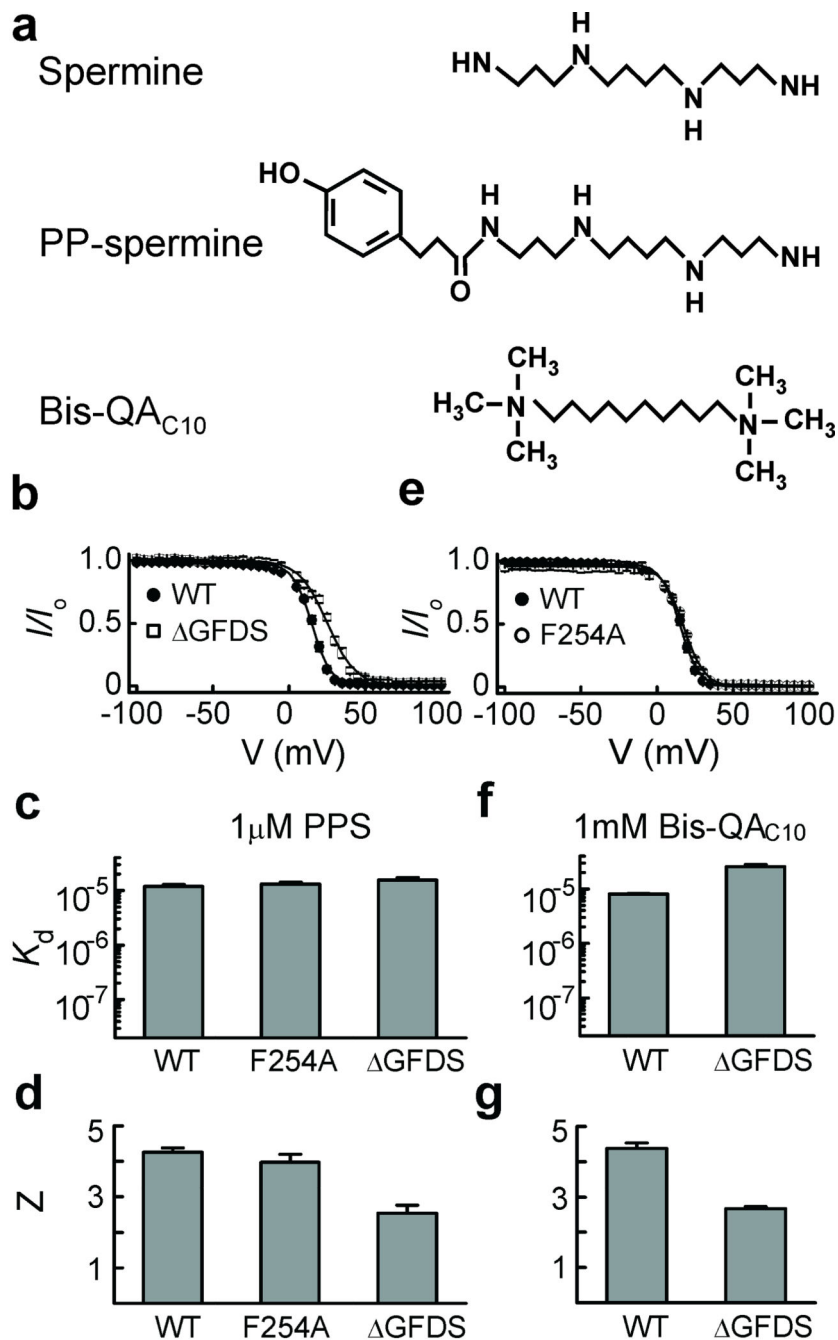 a
Spermine
HN
H
N
N
H
NH
PP-spermine
HO
O
H
N
H
N
N
H
NH
Bis-QAC10
CH3
H3C
N
CH3
CH3
N
CH3
CH3
b
I/Io
1.0
0.5
0
WT
ΔGFDS
-100 -50 0 50 100
V (mV)
e
I/Io
1.0
0.5
0
WT
F254A
-100 -50 0 50 100
V (mV)
c
1μM PPS
Kd
10-5
10-6
10-7
WT F254A ΔGFDS
f
1mM Bis-QAC10
10-5
10-6
10-7
WT ΔGFDS
d
Z
5
3
1
WT F254A ΔGFDS
g
5
3
1
WT ΔGFDS